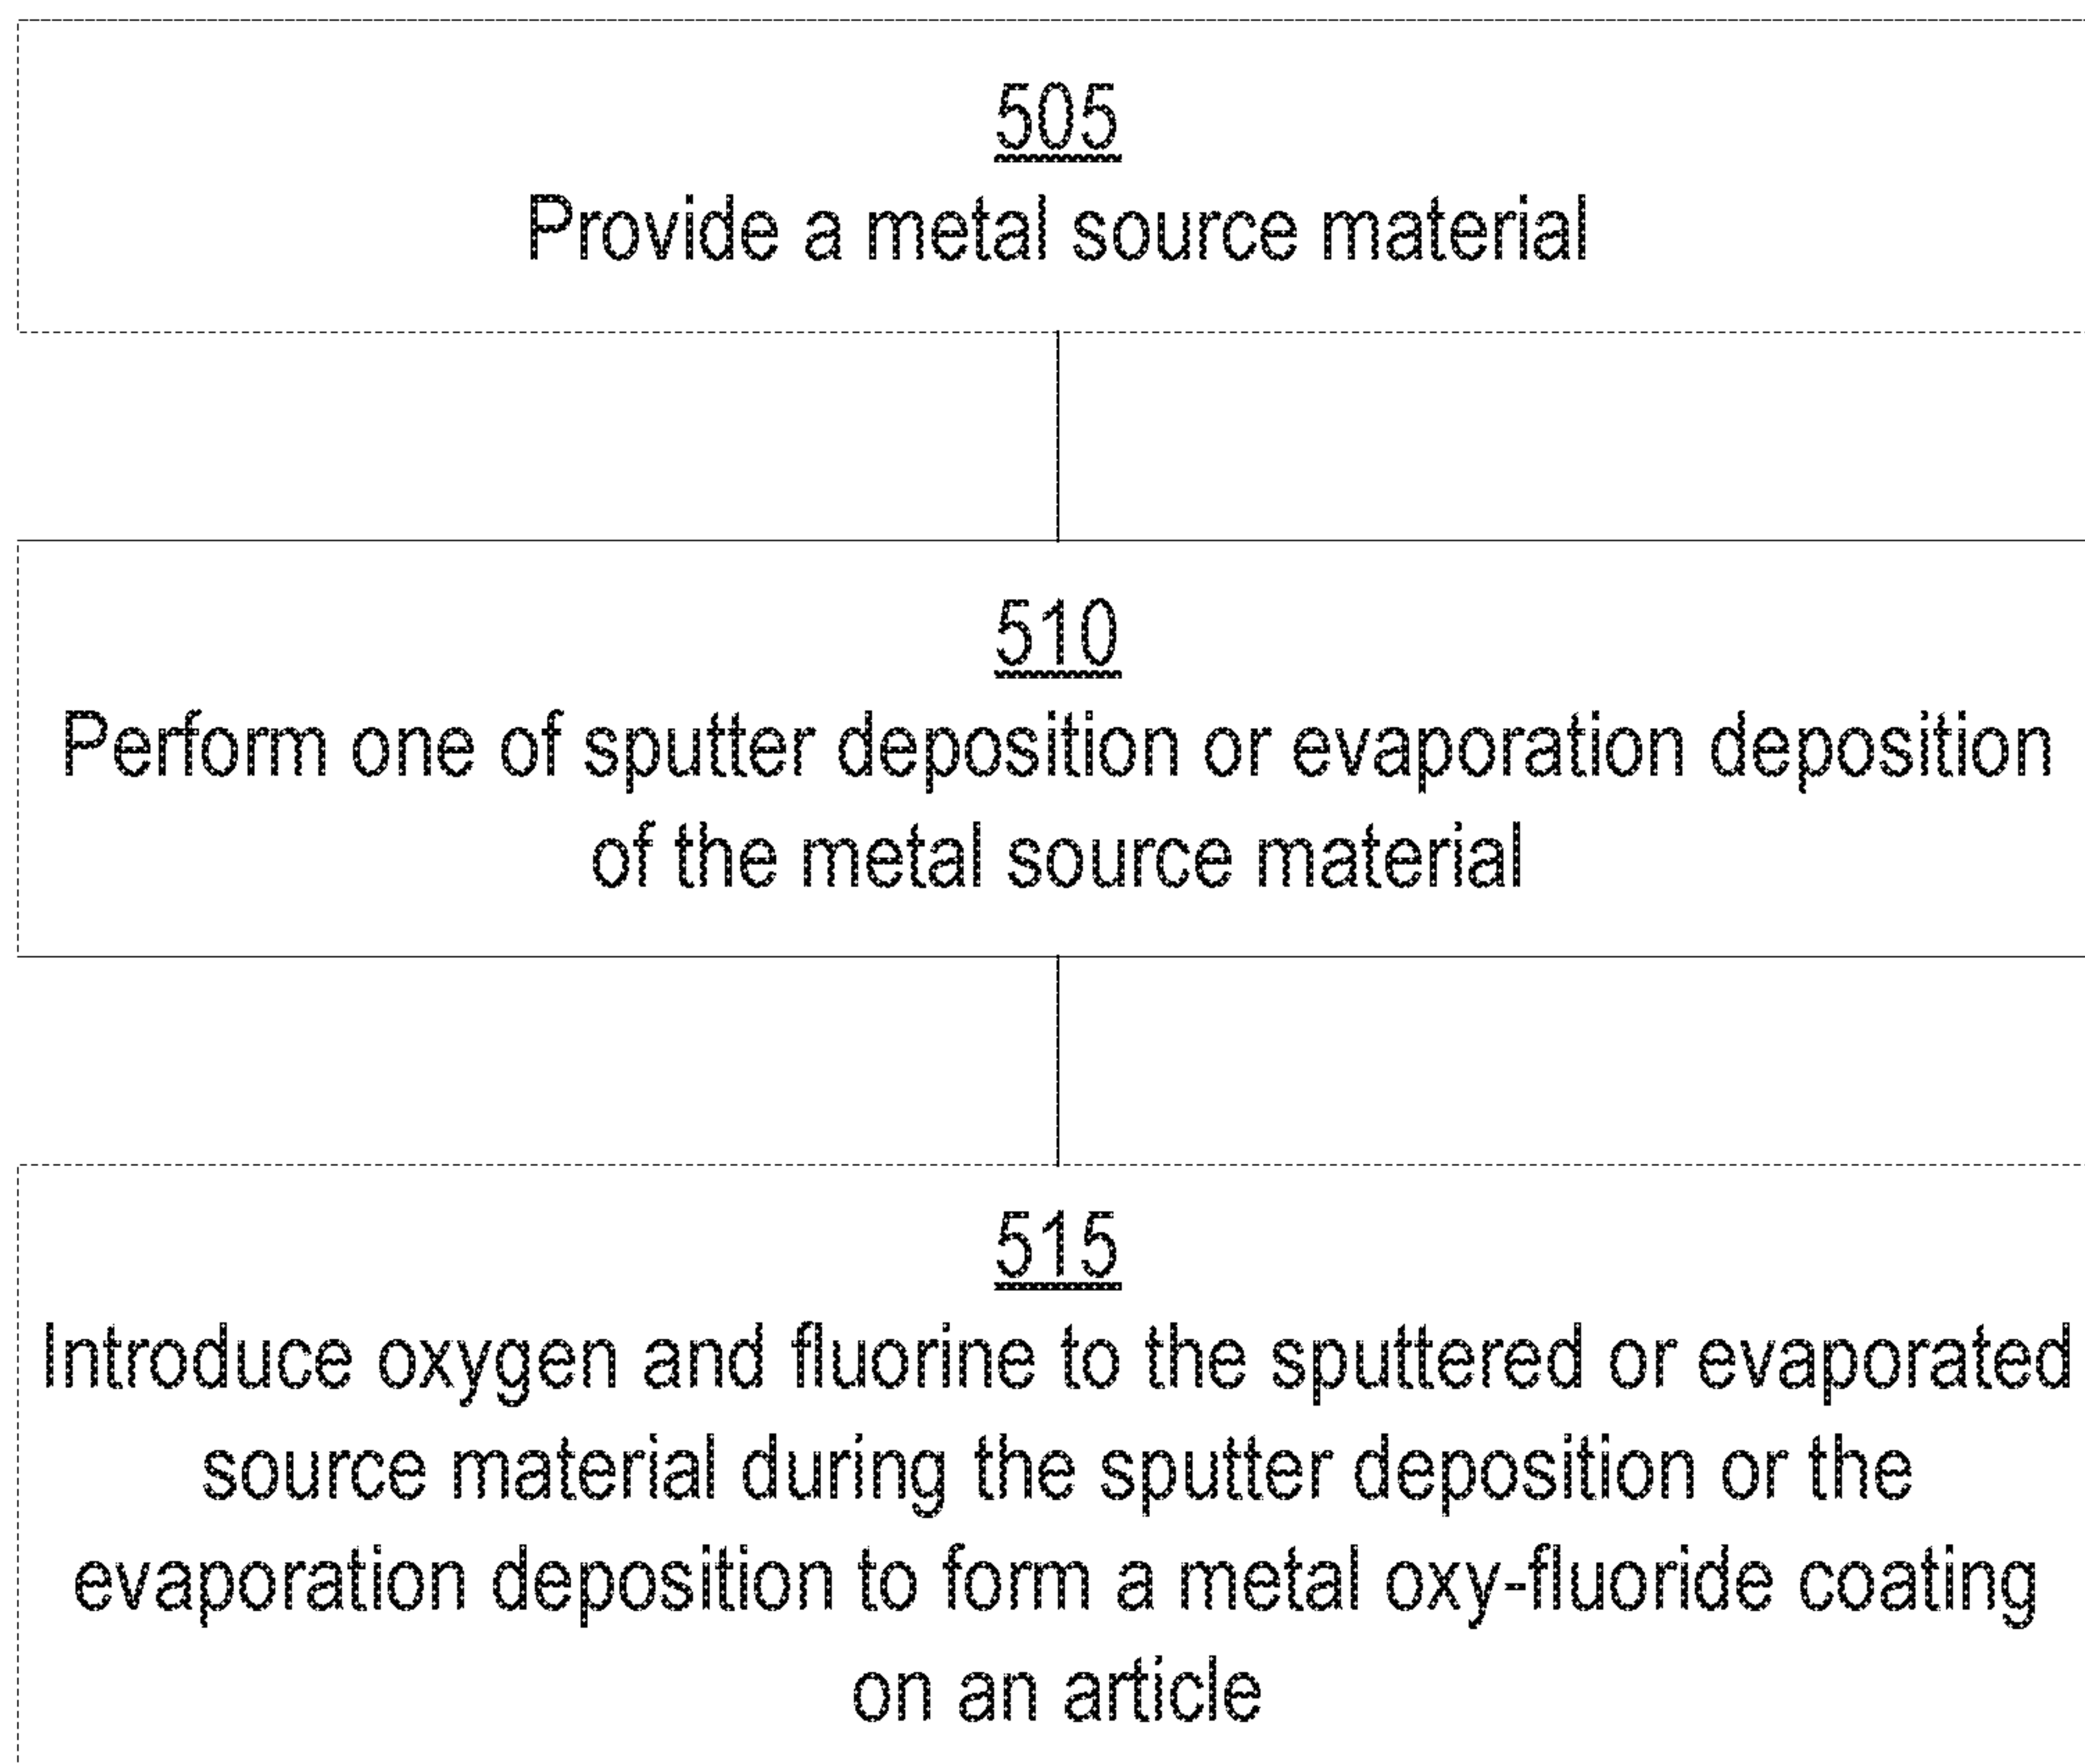 505
Provide a metal source material
510
Perform one of sputter deposition or evaporation deposition
of the metal source material
515
Introduce oxygen and fluorine to the sputtered or evaporated
source material during the sputter deposition or the
evaporation deposition to form a metal oxy-fluoride coating
on an article